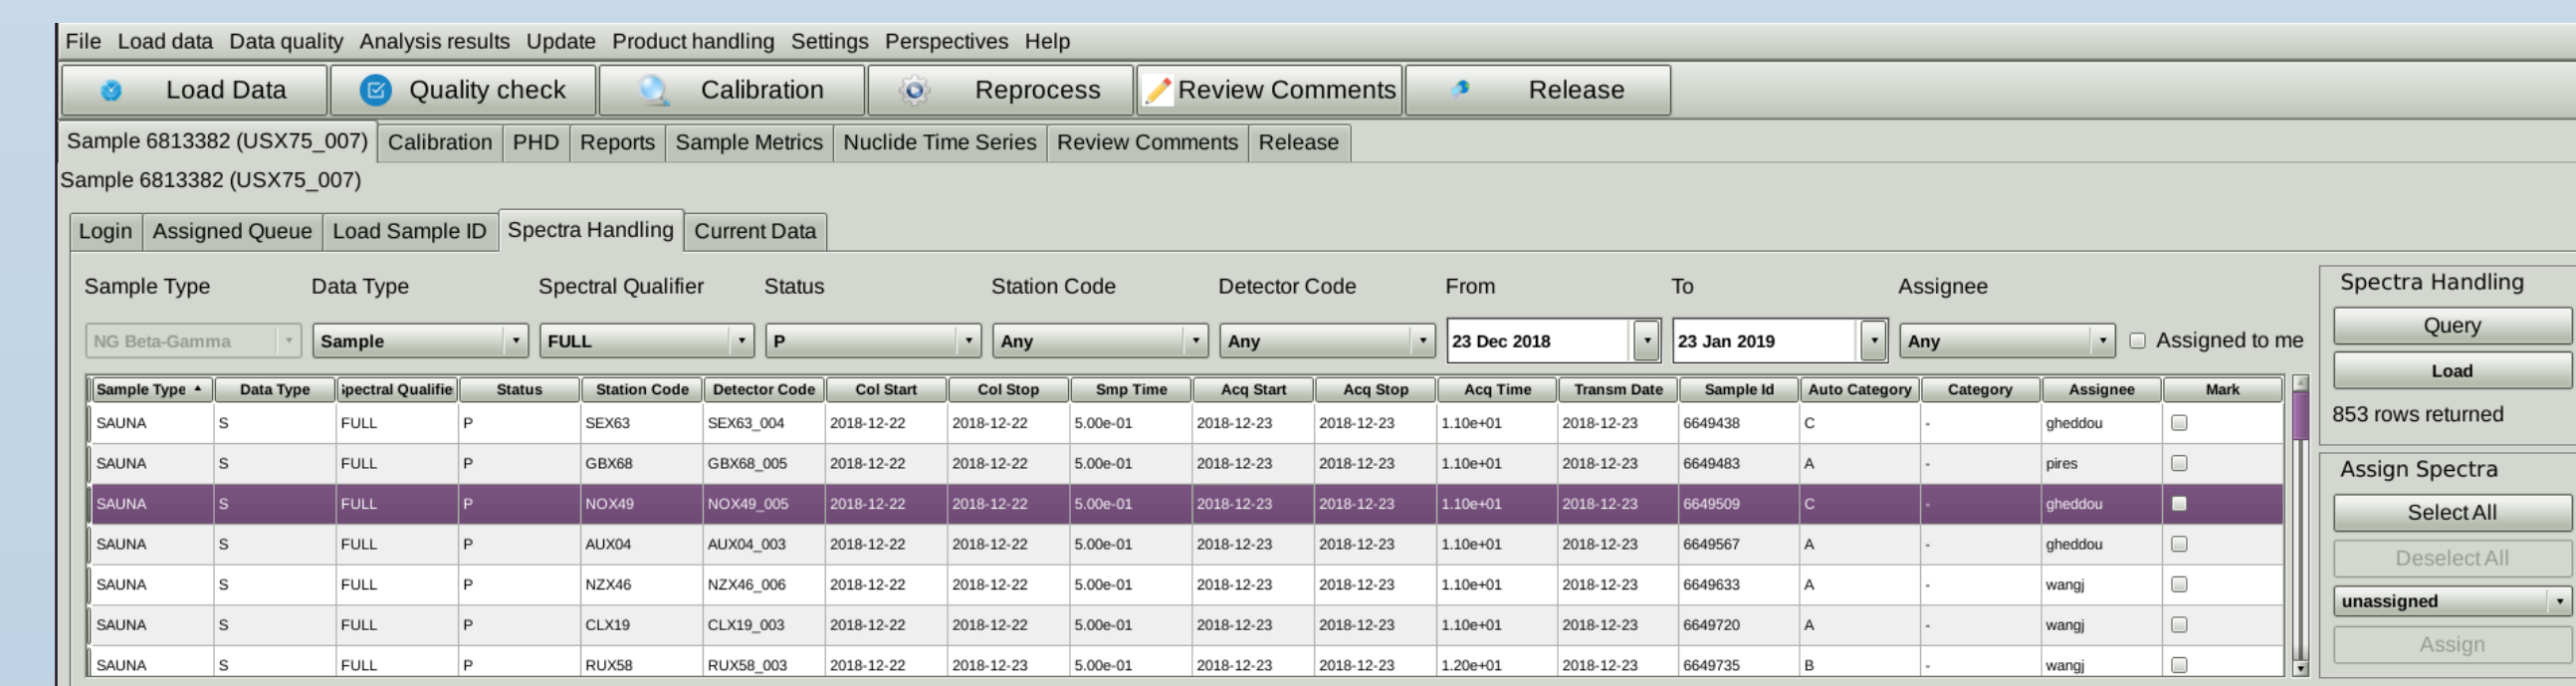 File Load data Data quality Analysis results Update Product handling Settings Perspectives Help
Load Data Quality check Calibration Reprocess Review Comments Release
Sample 6813382 (USX75_007) Calibration PHD Reports Sample Metrics Nuclide Time Series Review Comments Release
Sample 6813382 (USX75_007)
Login Assigned Queue Load Sample ID Spectra Handling Current Data
Sample Type Data Type Spectral Qualifier Status Station Code Detector Code From To Assignee Spectra Handling
NG Beta-Gamma Sample FULL P Any Any 23 Dec 2018 23 Jan 2019 Any Assigned to me Query
Sample Type Data Type Spectral Qualifie Status Station Code Detector Code Col Start Col Stop Smp Time Acq Start Acq Stop Acq Time Transm Date Sample Id Auto Category Category Assignee Mark Load
SAUNA S FULL P SEX63 SEX63_004 2018-12-22 2018-12-22 5.00e-01 2018-12-23 2018-12-23 1.10e+01 2018-12-23 6649438 C - gheddou 853 rows returned
SAUNA S FULL P GBX68 GBX68_005 2018-12-22 2018-12-22 5.00e-01 2018-12-23 2018-12-23 1.10e+01 2018-12-23 6649483 A - pires Assign Spectra
SAUNA S FULL P NOX49 NOX49_005 2018-12-22 2018-12-22 5.00e-01 2018-12-23 2018-12-23 1.10e+01 2018-12-23 6649509 C - gheddou Select All
SAUNA S FULL P AUX04 AUX04_003 2018-12-22 2018-12-22 5.00e-01 2018-12-23 2018-12-23 1.10e+01 2018-12-23 6649567 A - gheddou Deselect All
SAUNA S FULL P NZX46 NZX46_006 2018-12-22 2018-12-22 5.00e-01 2018-12-23 2018-12-23 1.10e+01 2018-12-23 6649633 A - wangj unassigned
SAUNA S FULL P CLX19 CLX19_003 2018-12-22 2018-12-22 5.00e-01 2018-12-23 2018-12-23 1.10e+01 2018-12-23 6649720 A - wangj Assign
SAUNA S FULL P RUX58 RUX58_003 2018-12-22 2018-12-23 5.00e-01 2018-12-23 2018-12-23 1.20e+01 2018-12-23 6649735 B - wangj